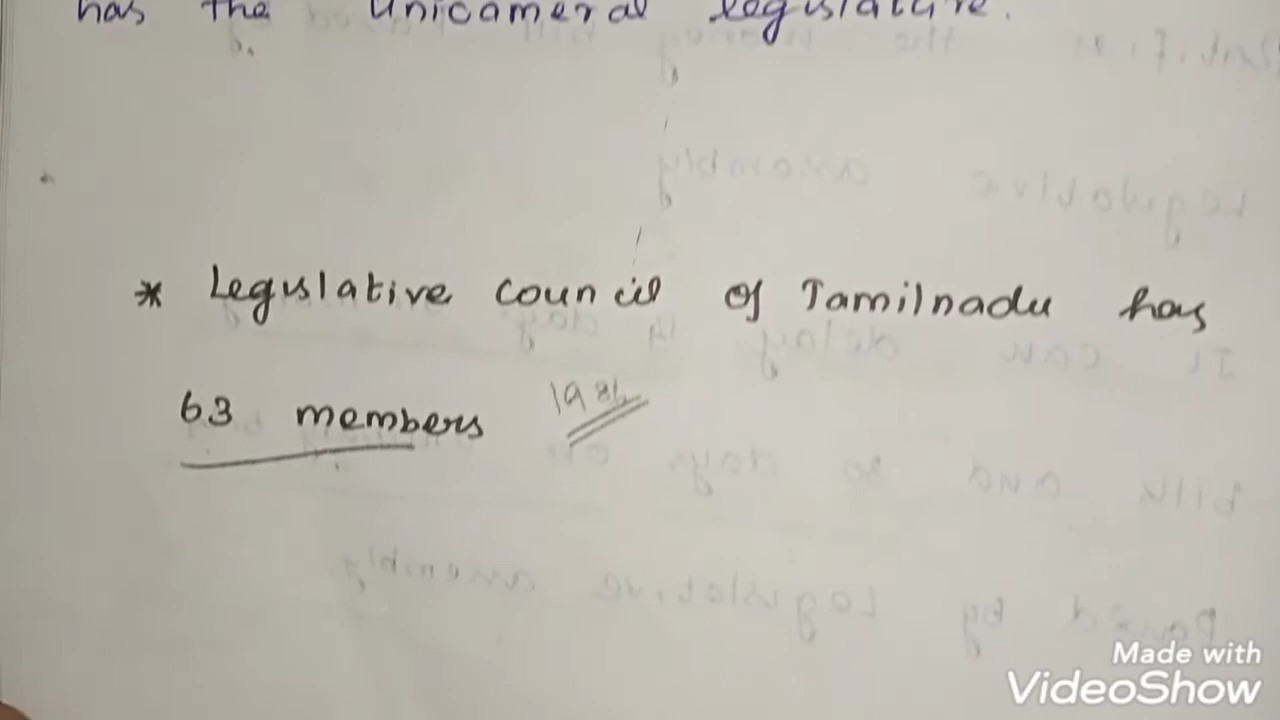 has the unicameral legislature.
* Legislative council of Tamilnadu has
63 members 1986
Made with
VideoShow